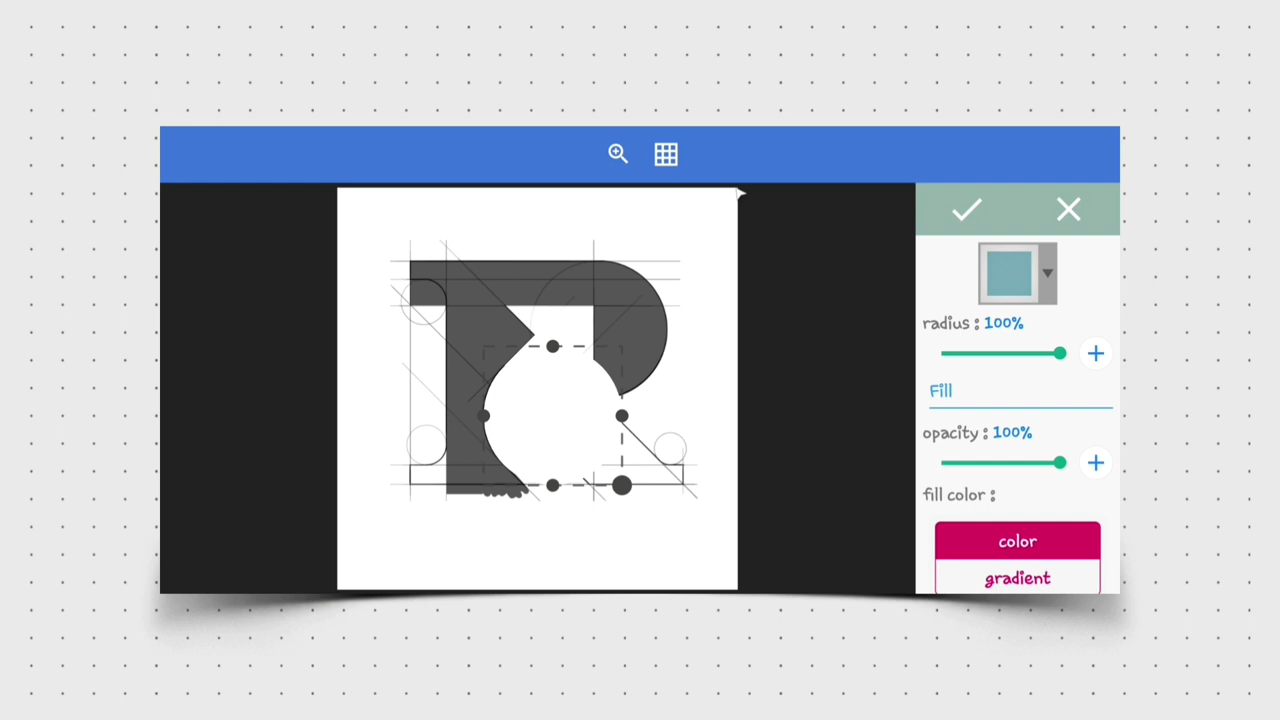 radius : 100%
Fill
opacity : 100%
fill color :
color
gradient